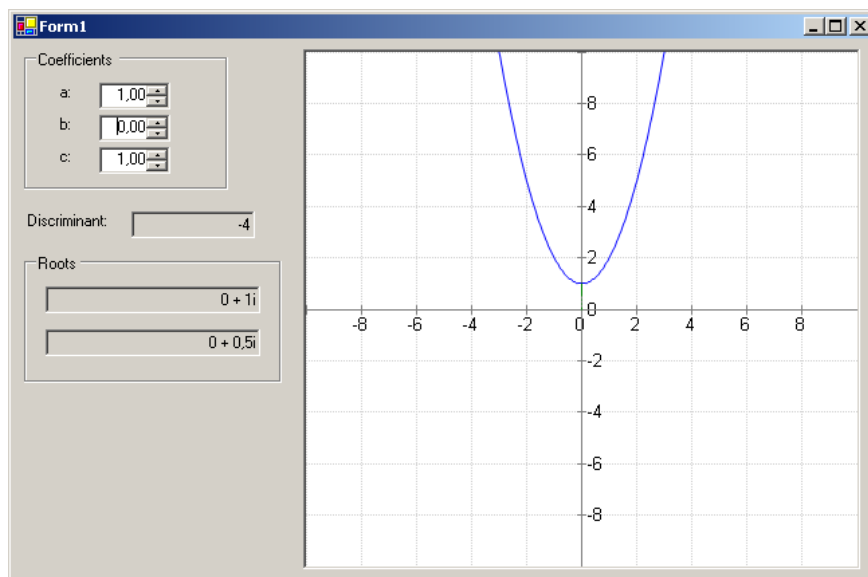 Form1
Coefficients
a: 1,00
b: 0,00
c: 1,00
Discriminant: -4
Roots
0 + 1i
0 + 0,5i
8
6
4
2
0
-8 -6 -4 -2 0 2 4 6 8
-2
-4
-6
-8